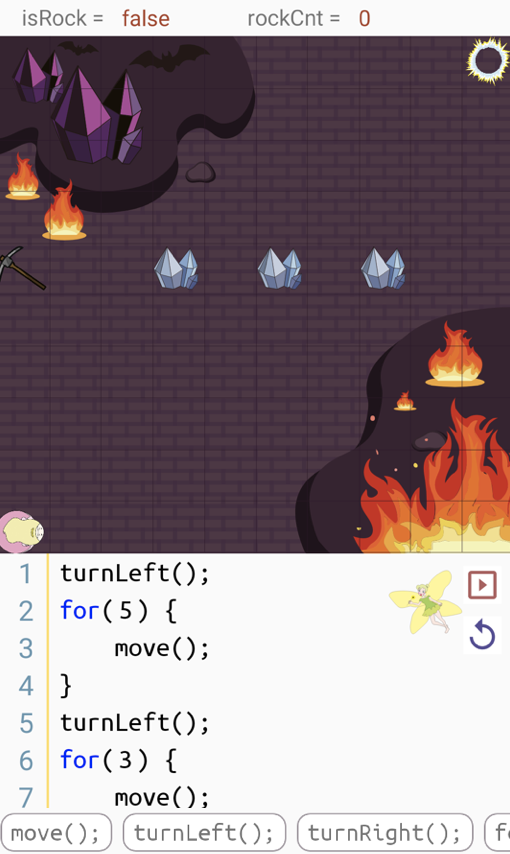 isRock = false rockCnt = 0
1 turnLeft();
2 for(5) {
3 move();
4 }
5 turnLeft();
6 for(3) {
7 move();
move(); turnLeft(); turnRight();